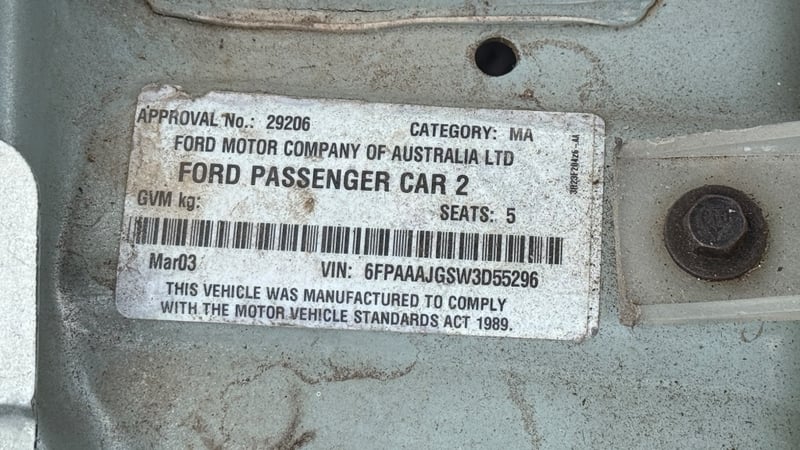 APPROVAL No.: 29206 CATEGORY: MA
FORD MOTOR COMPANY OF AUSTRALIA LTD
FORD PASSENGER CAR 2
GVM kg: SEATS: 5
Mar03 VIN: 6FPAAAJGSW3D55296
THIS VEHICLE WAS MANUFACTURED TO COMPLY
WITH THE MOTOR VEHICLE STANDARDS ACT 1989.